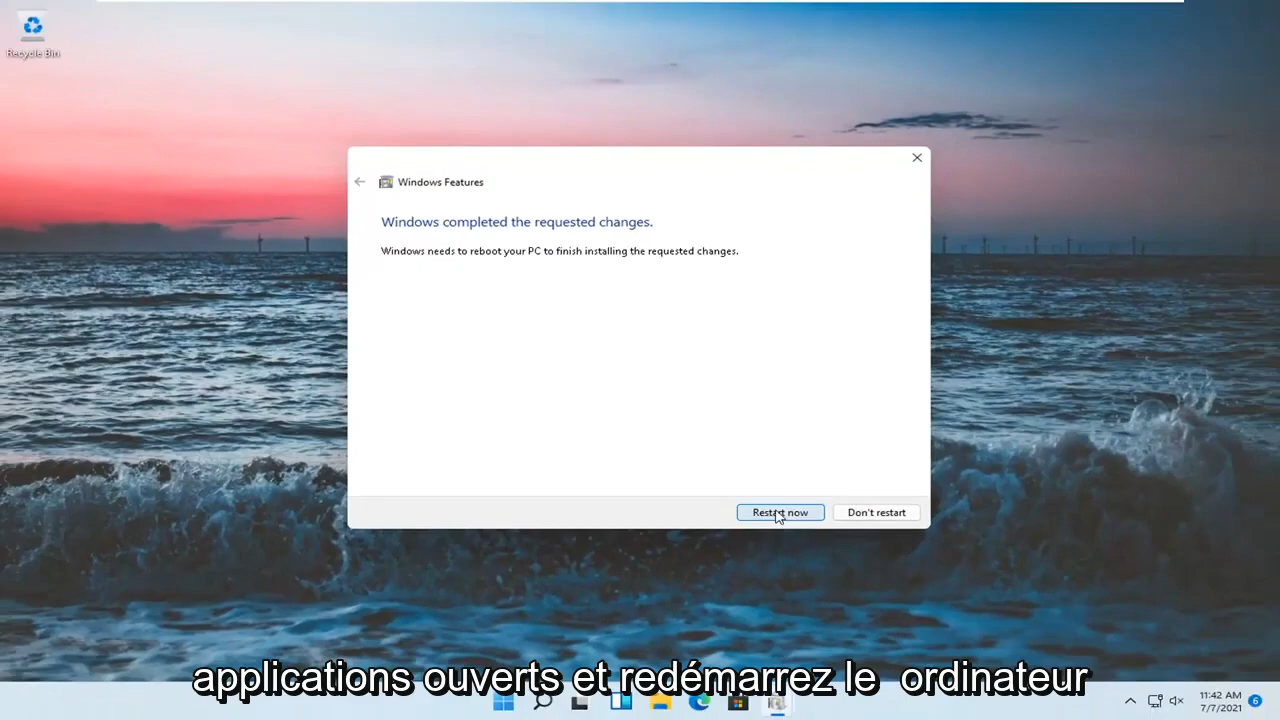 Recycle Bin
Windows Features
Windows completed the requested changes.
Windows needs to reboot your PC to finish installing the requested changes.
Restart now
Don't restart
applications ouverts et redémarrez le ordinateur
11:42 AM
7/7/2021
6